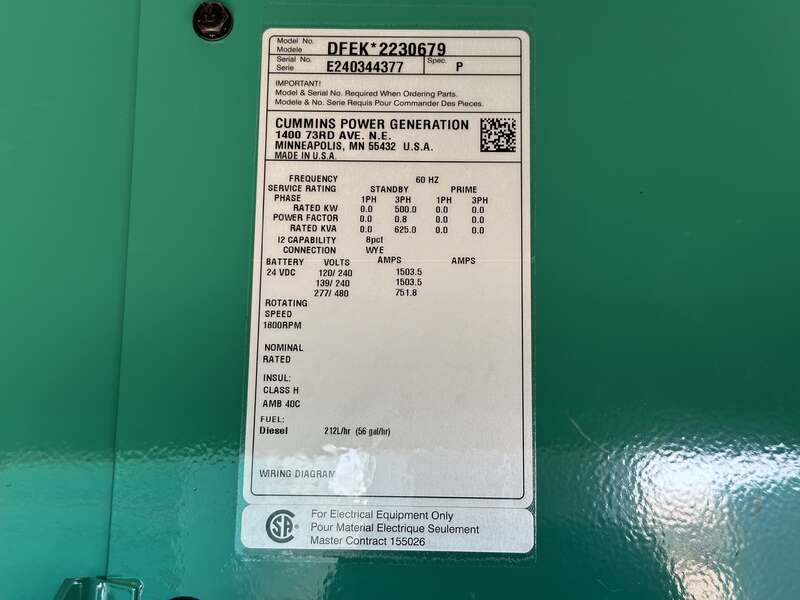 Model No. DFEK*2230679
Modele
Serial No. E240344377 Spec. P
Serie
IMPORTANT!
Model & Serial No. Required When Ordering Parts.
Modele & No. Serie Requis Pour Commander Des Pieces.
CUMMINS POWER GENERATION
1400 73RD AVE. N.E.
MINNEAPOLIS, MN 55432 U.S.A.
MADE IN U.S.A.
FREQUENCY 60 HZ
SERVICE RATING STANDBY PRIME
PHASE 1PH 3PH 1PH 3PH
RATED KW 0.0 500.0 0.0 0.0
POWER FACTOR 0.0 0.8 0.0 0.0
RATED KVA 0.0 625.0 0.0 0.0
I2 CAPABILITY 8pct
CONNECTION WYE
BATTERY VOLTS AMPS AMPS
24 VDC 120/ 240 1503.5
139/ 240 1503.5
277/ 480 751.8
ROTATING
SPEED
1800RPM
NOMINAL
RATED
INSUL:
CLASS H
AMB 40C
FUEL:
Diesel 212L/hr (56 gal/hr)
WIRING DIAGRAM
CSA ® For Electrical Equipment Only
Pour Material Electrique Seulement
Master Contract 155026